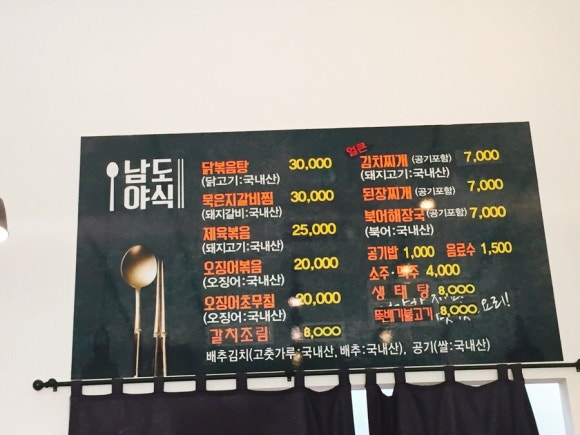 남도
야식
닭볶음탕 30,000
(닭고기:국내산)
묵은지갈비찜 30,000
(돼지갈비:국내산)
제육볶음 25,000
(돼지고기:국내산)
오징어볶음 20,000
(오징어:국내산)
오징어초무침 20,000
(오징어:국내산)
갈치조림 8,000
얼큰
김치찌개 (공기포함) 7,000
(돼지고기:국내산)
된장찌개 (공기포함) 7,000
북어해장국 (공기포함) 7,000
(북어:국내산)
공기밥 1,000 음료수 1,500
소주·맥주 4,000
생태탕 8,000
뚝배기불고기 8,000
요리!
배추김치(고춧가루:국내산, 배추:국내산), 공기(쌀:국내산)